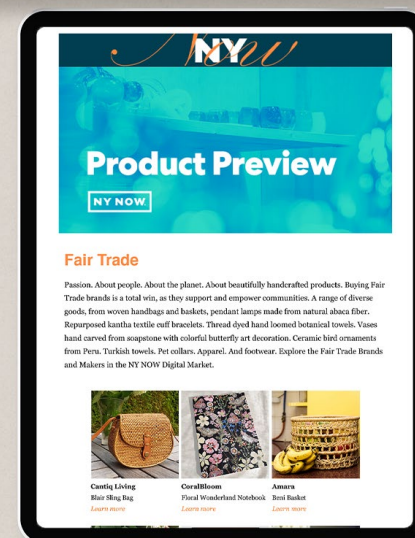 NY Now
Product Preview
NY NOW
Fair Trade
Passion. About people. About the planet. About beautifully handcrafted products. Buying Fair
Trade brands is a total win, as they support and empower communities. A range of diverse
goods, from woven handbags and baskets, pendant lamps made from natural abaca fiber.
Repurposed kantha textile cuff bracelets. Thread dyed hand loomed botanical towels. Vases
hand carved from soapstone with colorful butterfly art decoration. Ceramic bird ornaments
from Peru. Turkish towels. Pet collars. Apparel. And footwear. Explore the Fair Trade Brands
and Makers in the NY NOW Digital Market.
Cantiq Living CoralBloom Amara
Blair Sling Bag Floral Wonderland Notebook Beni Basket
Learn more Learn more Learn more